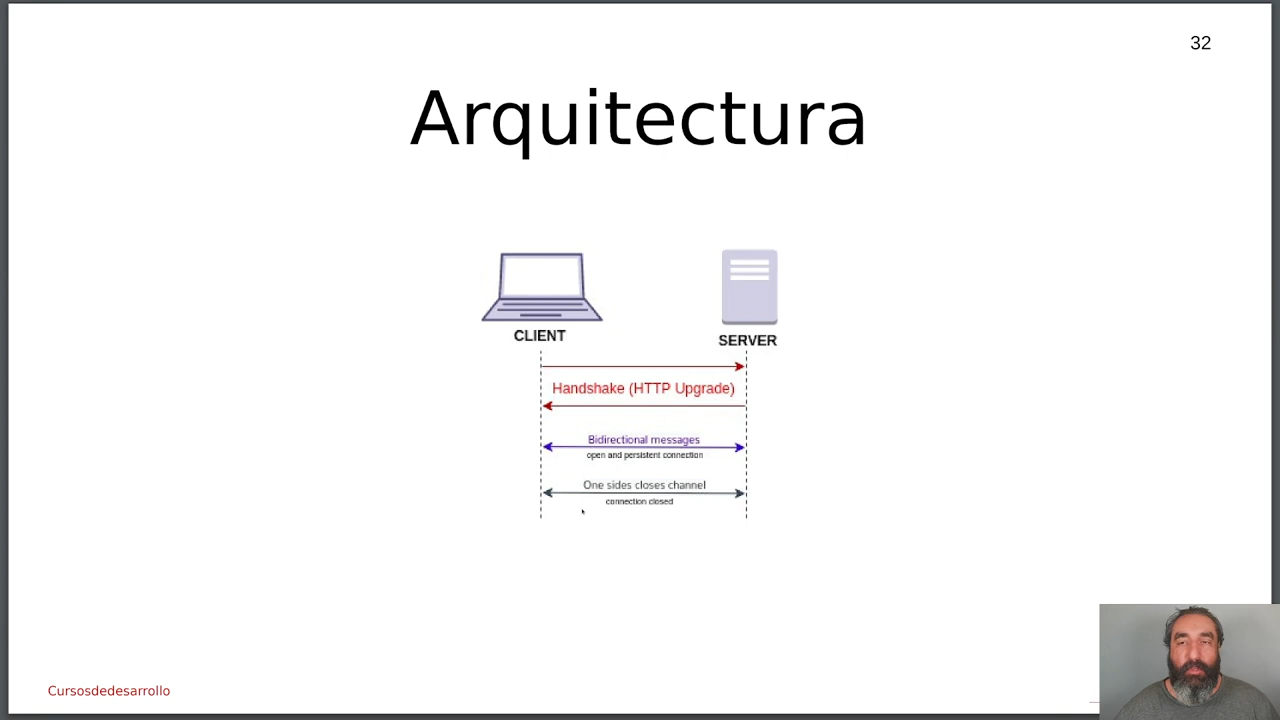 32
Arquitectura
CLIENT
SERVER
Handshake (HTTP Upgrade)
Bidirectional messages
open and persistent connection
One sides closes channel
connection closed
Cursosdedesarrollo